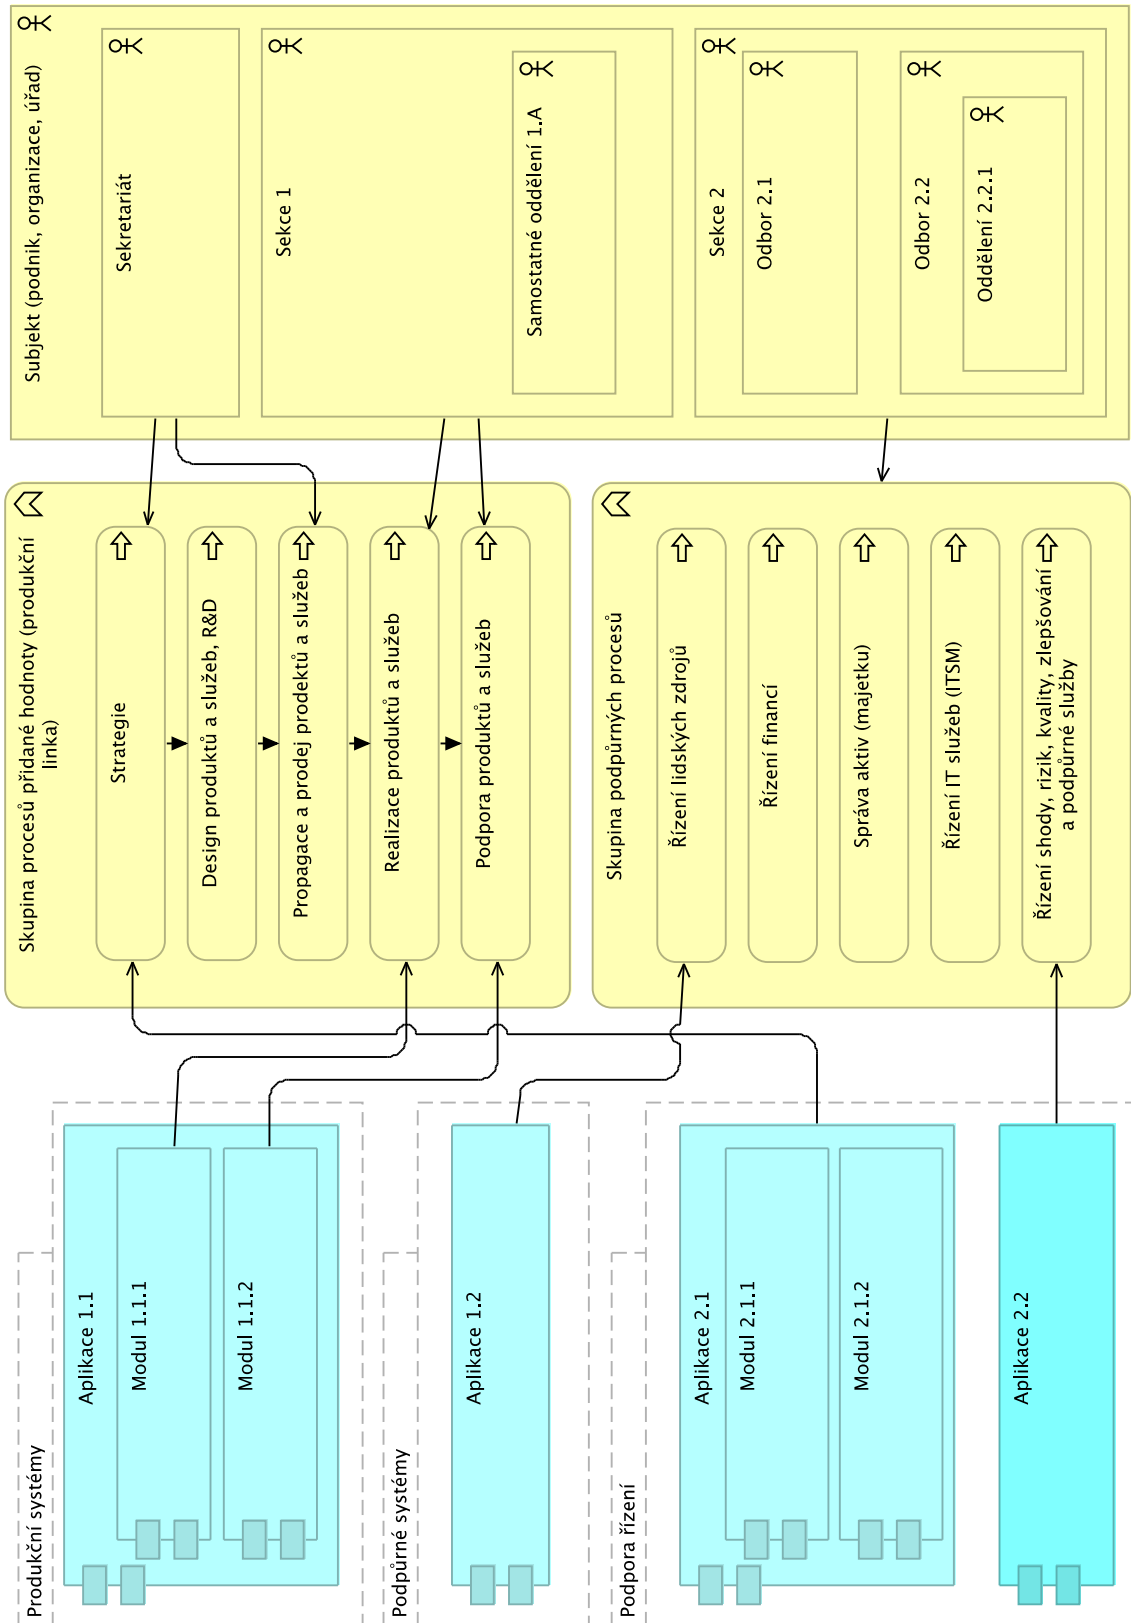 Subjekt (podnik, organizace, úřad)
Sekretariát
Sekce 1
Samostatné oddělení 1.A
Sekce 2
Odbor 2.1
Odbor 2.2
Oddělení 2.2.1
Skupina procesů přidané hodnoty (produkční
linka)
Strategie
Design produktů a služeb, R&D
Propagace a prodej prodektů a služeb
Realizace produktů a služeb
Podpora produktů a služeb
Skupina podpůrných procesů
Řízení lidských zdrojů
Řízení financí
Správa aktiv (majetku)
Řízení IT služeb (ITSM)
Řízení shody, rizik, kvality, zlepšování
a podpůrné služby
Produkční systémy
Aplikace 1.1
Modul 1.1.1
Modul 1.1.2
Podpůrné systémy
Aplikace 1.2
Podpora řízení
Aplikace 2.1
Modul 2.1.1
Modul 2.1.2
Aplikace 2.2